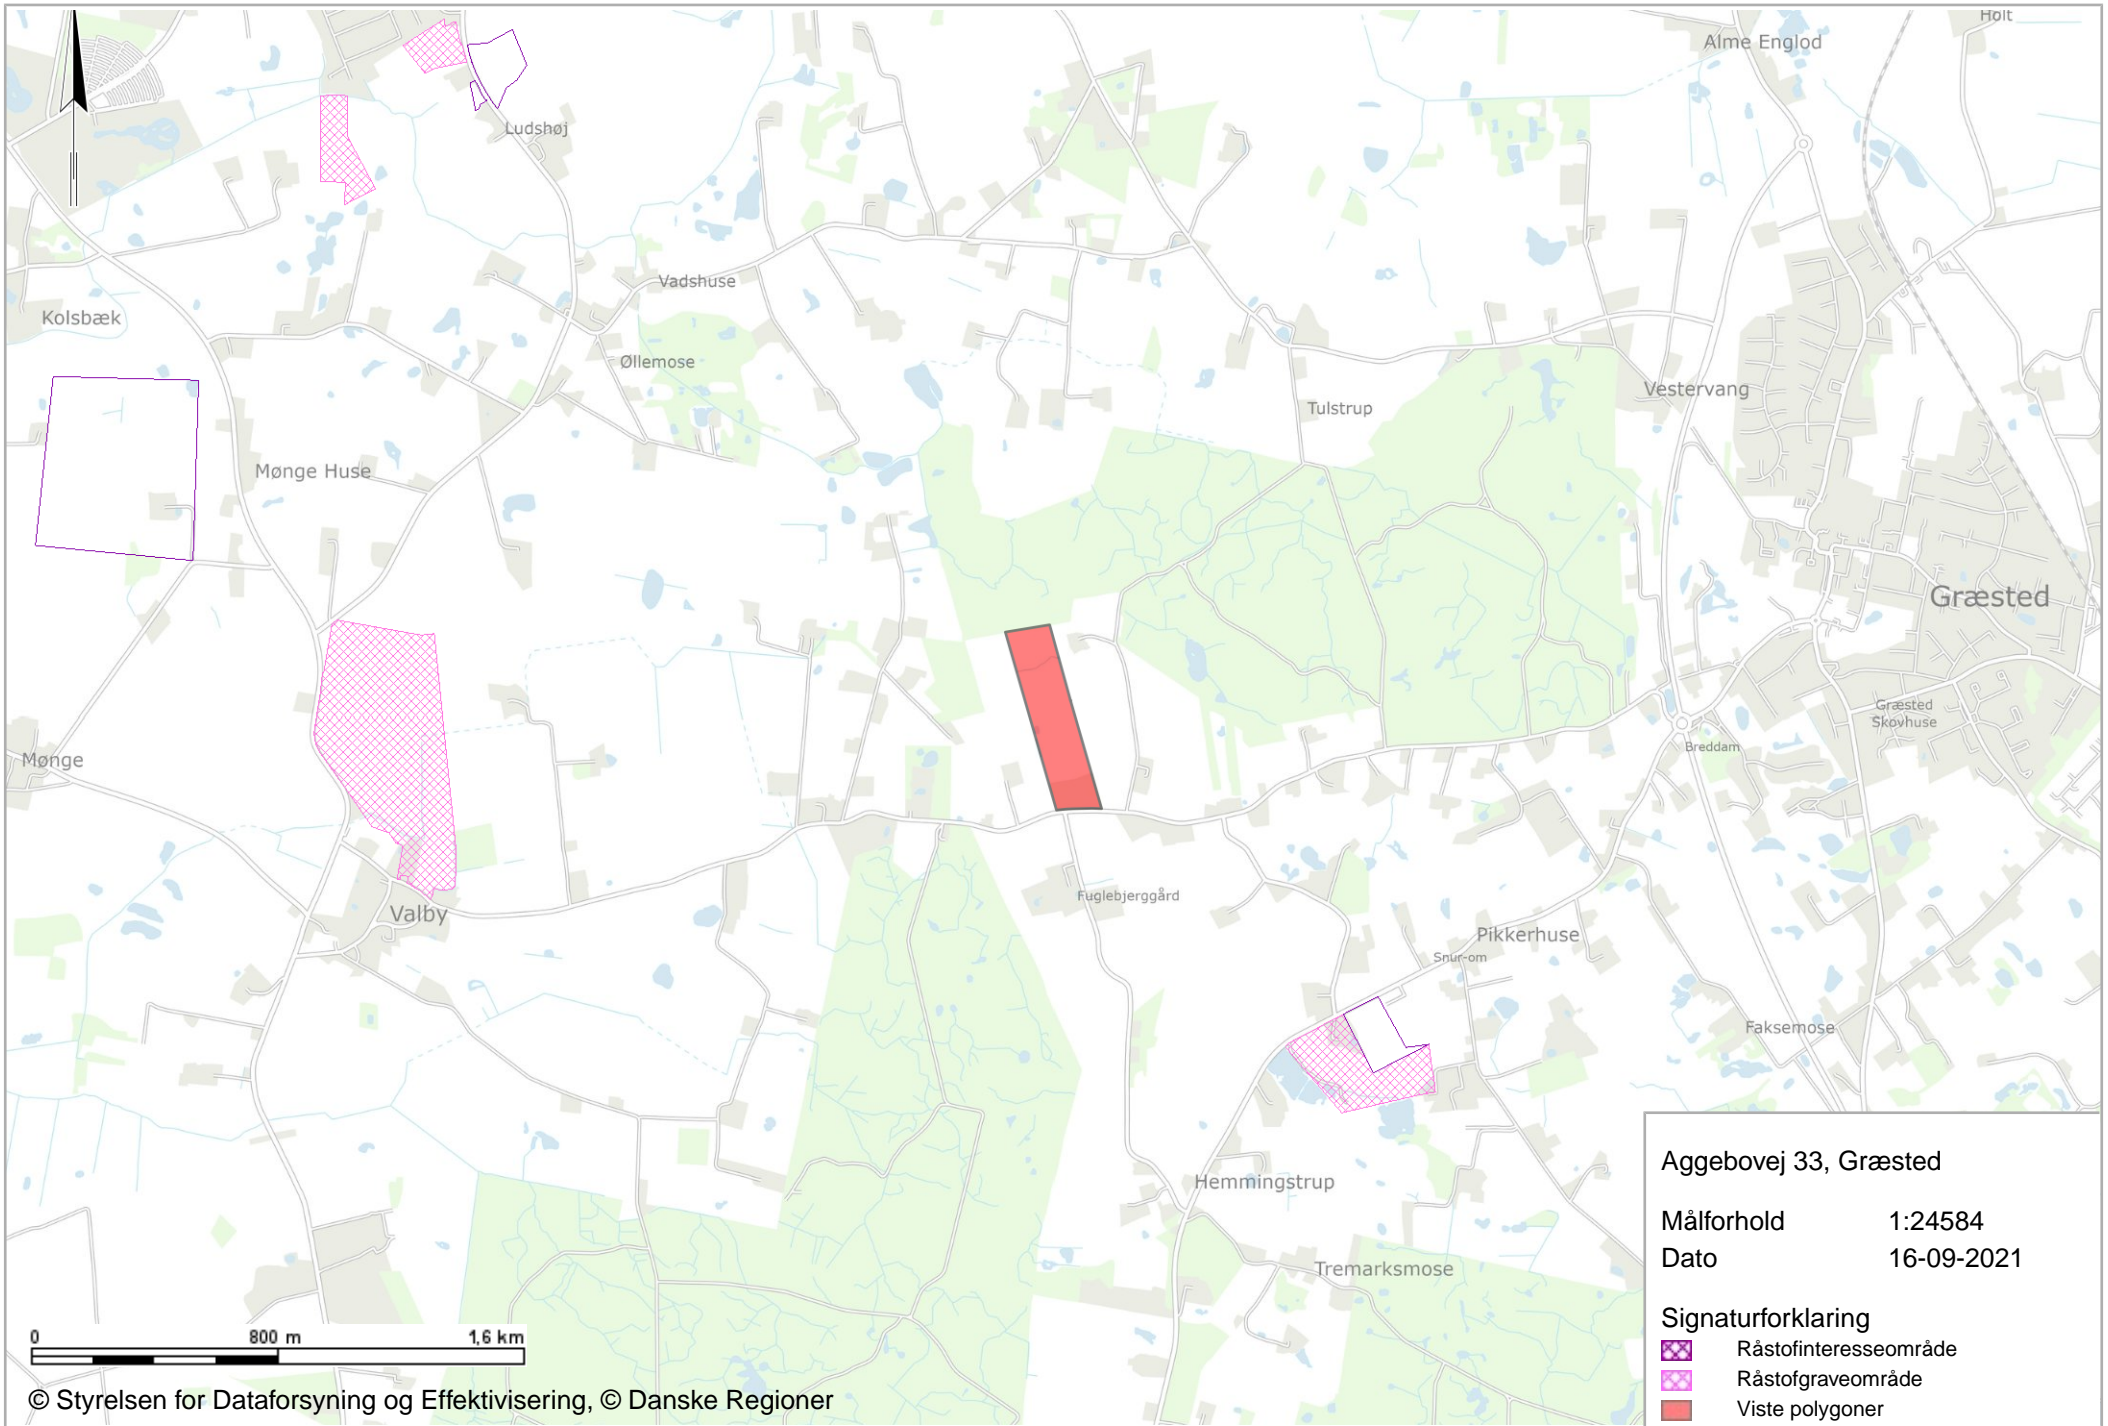 Holt
Alme Englod
Ludshøj
Vadshuse
Kolsbæk
Øllemose
Vestervang
Tulstrup
Mønge Huse
Græsted
Græsted
Skovhuse
Breddam
Mønge
Fuglebjerggård
Valby
Pikkerhuse
Snur-om
Faksemose
Hemmingstrup
Tremarksmose
Aggebovej 33, Græsted
Målforhold 1:24584
Dato 16-09-2021
Signaturforklaring
Råstofinteresseområde
Råstofgraveområde
Viste polygoner
0 800 m 1,6 km
© Styrelsen for Dataforsyning og Effektivisering, © Danske Regioner